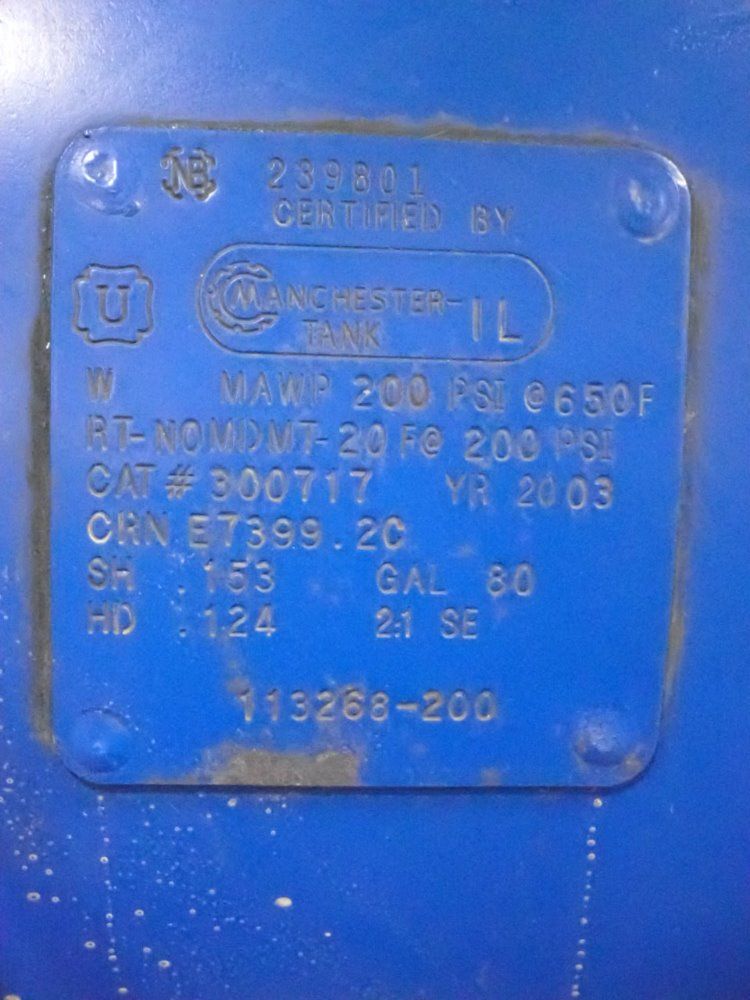 NB 239801
CERTIFIED BY
U MANCHESTER-
TANK IL
W MAWP 200 PSI @650F
RT-NOMDMT-20F@ 200 PSI
CAT# 300717 YR 2003
CRN E7399.2C
SH .153 GAL 80
HD .124 2:1 SE
113268-200